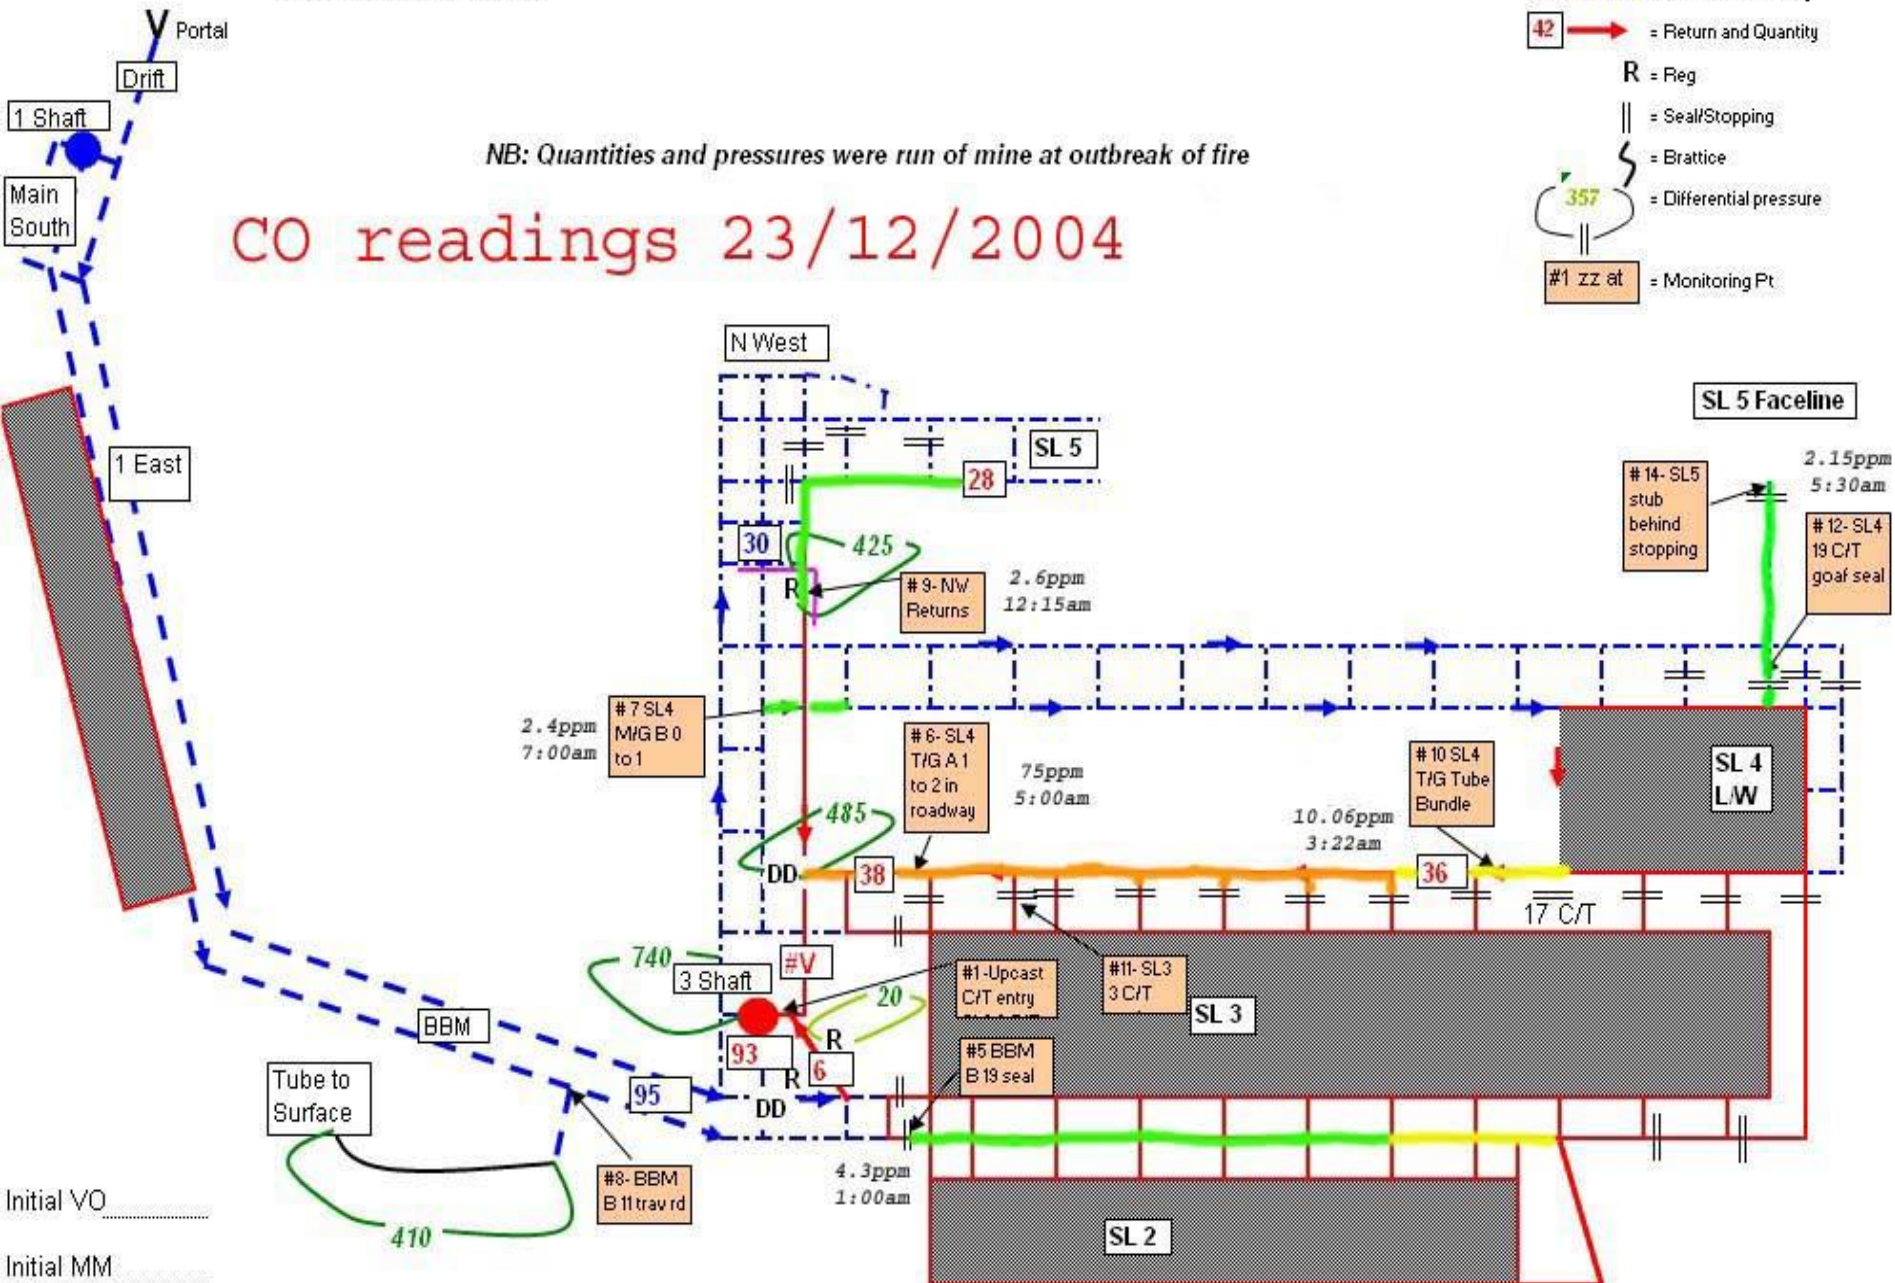 V Portal
Drift
1 Shaft
Main
South
42 = Return and Quantity
R = Reg
= Seal/Stopping
= Brattice
357 = Differential pressure
#1 zz at = Monitoring Pt
NB: Quantities and pressures were run of mine at outbreak of fire
CO readings 23/12/2004
N West
SL 5 Faceline
1 East
SL 5
28
30
425
R
# 9- NW
Returns
2.6ppm
12:15am
# 14- SL5
stub
behind
stopping
2.15ppm
5:30am
# 12- SL4
19 C/T
goaf seal
2.4ppm
7:00am
# 7 SL4
M/G B 0
to 1
# 6- SL4
T/G A 1
to 2 in
roadway
75ppm
5:00am
# 10 SL4
T/G Tube
Bundle
10.06ppm
3:22am
SL 4
L/W
485
DD
38
36
17 C/T
740
3 Shaft
#V
#1-Upcast
C/T entry
#11- SL3
3 C/T
SL 3
20
R
93
6
R
#5 BBM
B 19 seal
BBM
95
DD
Tube to
Surface
410
#8- BBM
B 11 trav rd
4.3ppm
1:00am
SL 2
Initial VO
Initial MM